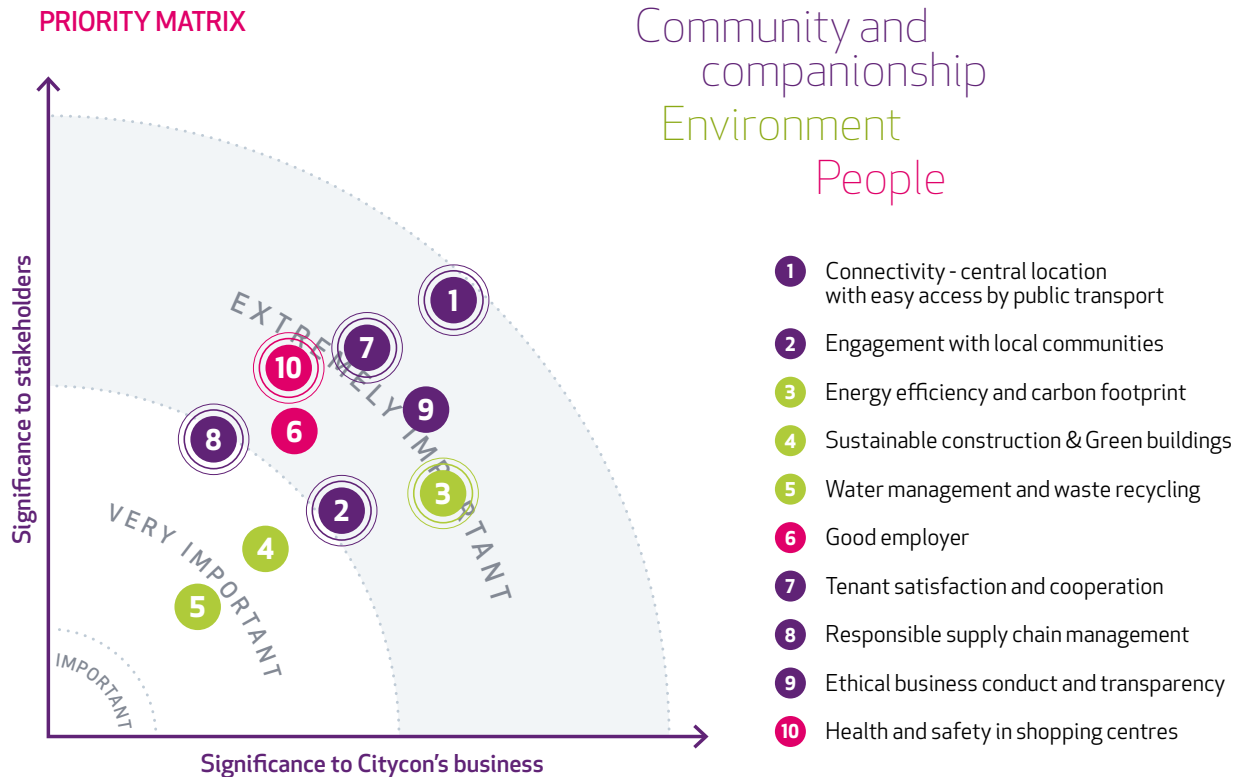 PRIORITY MATRIX
Community and
companionship
Environment
People
Significance to stakeholders
EXTREMELY IMPORTANT
VERY IMPORTANT
IMPORTANT
1
7
10
9
6
8
3
2
4
5
Significance to Citycon's business
1 Connectivity - central location
with easy access by public transport
2 Engagement with local communities
3 Energy efficiency and carbon footprint
4 Sustainable construction & Green buildings
5 Water management and waste recycling
6 Good employer
7 Tenant satisfaction and cooperation
8 Responsible supply chain management
9 Ethical business conduct and transparency
10 Health and safety in shopping centres